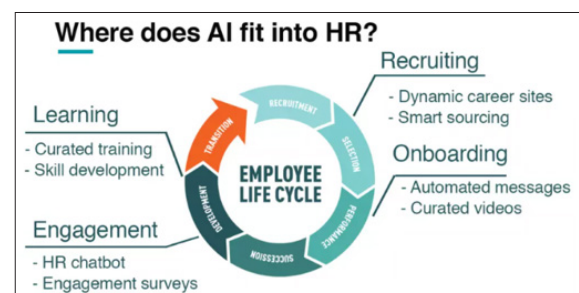 Where does AI fit into HR?
Recruiting
- Dynamic career sites
- Smart sourcing
Learning
- Curated training
- Skill development
Onboarding
- Automated messages
- Curated videos
Engagement
- HR chatbot
- Engagement surveys
EMPLOYEE
LIFE CYCLE
RECRUITMENT
SELECTION
PERFORMANCE
SUCCESSION
DEVELOPMENT
TRANSITION